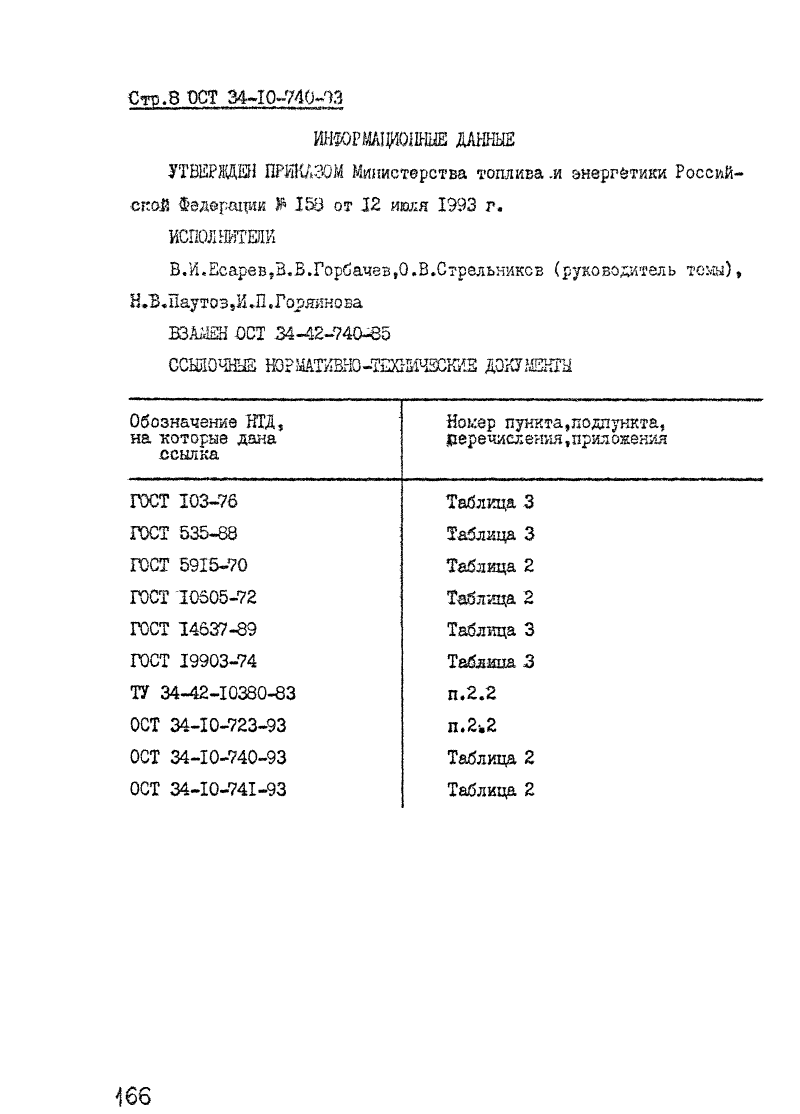 Стр.8 ОСТ 34-10-740-93
ИНФОРМАЦИОННЫЕ ДАННЫЕ
УТВЕРЖДЕН ПРИКАЗОМ Министерства топлива и энергетики Россий-
ской Федерации № 158 от 12 июля 1993 г.
ИСПОЛНИТЕЛИ
В.И.Есарев,В.В.Горбачев,О.В.Стрельников (руководитель темы),
Н.В.Паутов,И.П.Горяинова
ВЗАМЕН ОСТ 34-42-740-85
ССЫЛОЧНЫЕ НОРМАТИВНО-ТЕХНИЧЕСКИЕ ДОКУМЕНТЫ
Обозначение НТД, Номер пункта,подпункта,
на которые дана перечисления,приложения
ссылка
ГОСТ 103-76 Таблица 3
ГОСТ 535-88 Таблица 3
ГОСТ 5915-70 Таблица 2
ГОСТ 10605-72 Таблица 2
ГОСТ 14637-89 Таблица 3
ГОСТ 19903-74 Таблица 3
ТУ 34-42-10380-83 п.2.2
ОСТ 34-10-723-93 п.2.2
ОСТ 34-10-740-93 Таблица 2
ОСТ 34-10-741-93 Таблица 2
166